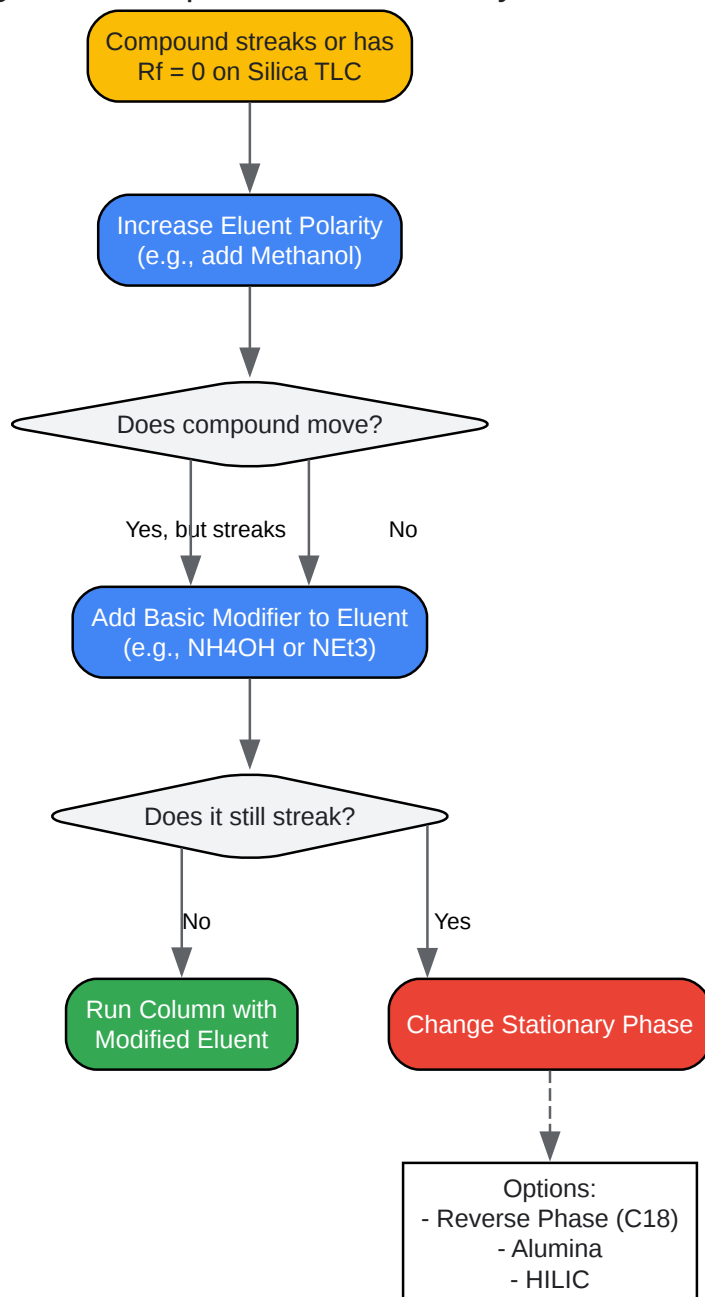 Compound streaks or has
Rf = 0 on Silica TLC
Increase Eluent Polarity
(e.g., add Methanol)
Does compound move?
Yes, but streaks
No
Add Basic Modifier to Eluent
(e.g., NH4OH or NEt3)
Does it still streak?
No
Yes
Run Column with
Modified Eluent
Change Stationary Phase
Options:
- Reverse Phase (C18)
- Alumina
- HILIC